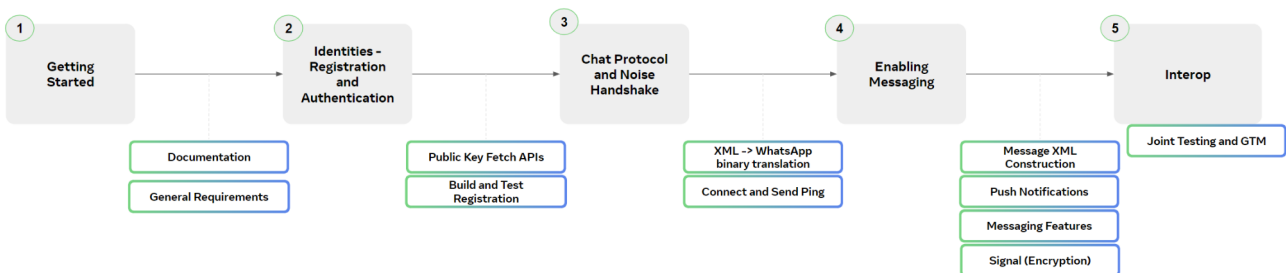 1
Getting
Started
2
Identities -
Registration
and
Authentication
3
Chat Protocol
and Noise
Handshake
4
Enabling
Messaging
5
Interop
Documentation
General Requirements
Public Key Fetch APIs
Build and Test
Registration
XML -> WhatsApp
binary translation
Connect and Send Ping
Message XML
Construction
Push Notifications
Messaging Features
Signal (Encryption)
Joint Testing and GTM